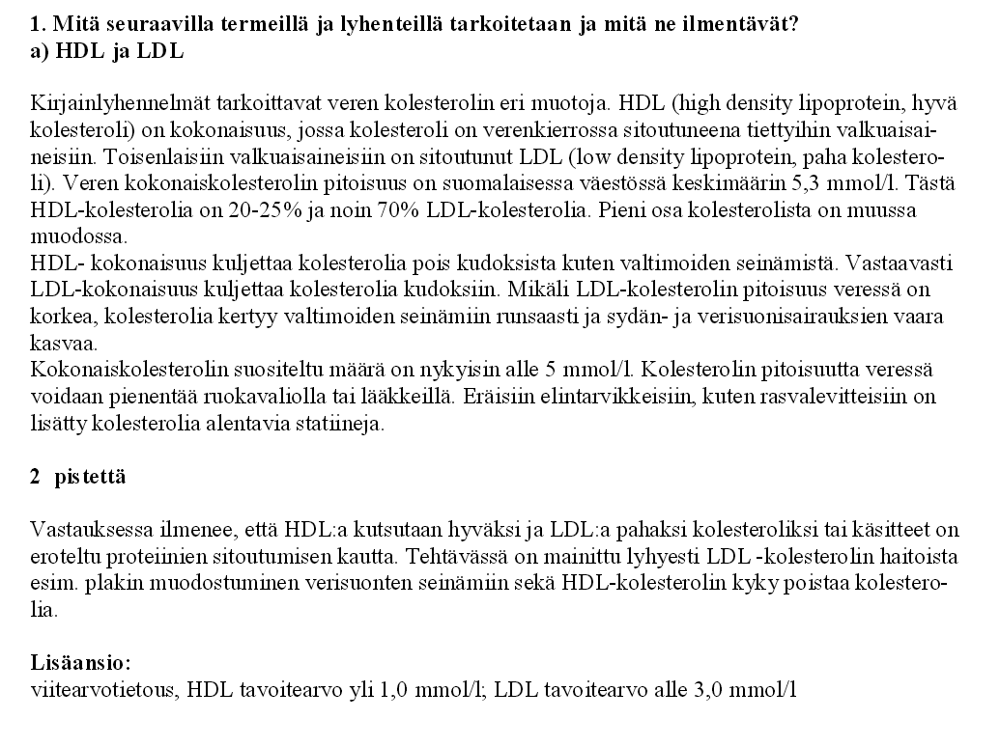 1. Mitä seuraavilla termeillä ja lyhenteillä tarkoitetaan ja mitä ne ilmentävät?
a) HDL ja LDL
Kirjainlyhennelmät tarkoittavat veren kolesterolin eri muotoja. HDL (high density lipoprotein, hyvä
kolesteroli) on kokonaisuus, jossa kolesteroli on verenkierrossa sitoutuneena tiettyihin valkuaisai-
neisiin. Toisenlaisiin valkuaisaineisiin on sitoutunut LDL (low density lipoprotein, paha kolestero-
li). Veren kokonaiskolesterolin pitoisuus on suomalaisessa väestössä keskimäärin 5,3 mmol/l. Tästä
HDL-kolesterolia on 20-25% ja noin 70% LDL-kolesterolia. Pieni osa kolesterolista on muussa
muodossa.
HDL- kokonaisuus kuljettaa kolesterolia pois kudoksista kuten valtimoiden seinämistä. Vastaavasti
LDL-kokonaisuus kuljettaa kolesterolia kudoksiin. Mikäli LDL-kolesterolin pitoisuus veressä on
korkea, kolesterolia kertyy valtimoiden seinämiin runsaasti ja sydän- ja verisuonisairauksien vaara
kasvaa.
Kokonaiskolesterolin suositeltu määrä on nykyisin alle 5 mmol/l. Kolesterolin pitoisuutta veressä
voidaan pienentää ruokavaliolla tai lääkkeillä. Eräisiin elintarvikkeisiin, kuten rasvalevitteisiin on
lisätty kolesterolia alentavia statiineja.
2 pistettä
Vastauksessa ilmenee, että HDL:a kutsutaan hyväksi ja LDL:a pahaksi kolesteroliksi tai käsitteet on
eroteltu proteiinien sitoutumisen kautta. Tehtävässä on mainittu lyhyesti LDL -kolesterolin haitoista
esim. plakin muodostuminen verisuonten seinämiin sekä HDL-kolesterolin kyky poistaa kolestero-
lia.
Lisäansio:
viitearvotietous, HDL tavoitearvo yli 1,0 mmol/l; LDL tavoitearvo alle 3,0 mmol/l